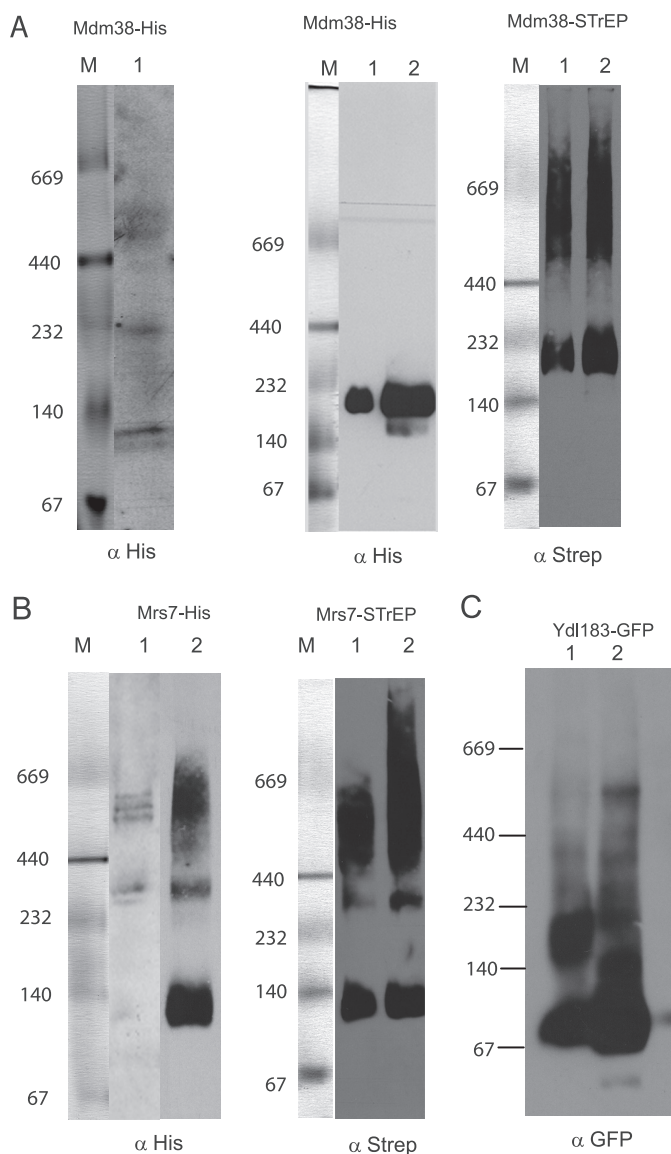 A
Mdm38-His
M 1
669
440
232
140
67
α His
Mdm38-His
M 1 2
669
440
232
140
67
α His
Mdm38-STrEP
M 1 2
669
440
232
140
67
α Strep
B
Mrs7-His
M 1 2
669
440
232
140
67
α His
Mrs7-STrEP
M 1 2
669
440
232
140
67
α Strep
C
Ydl183-GFP
1 2
669
440
232
140
67
α GFP